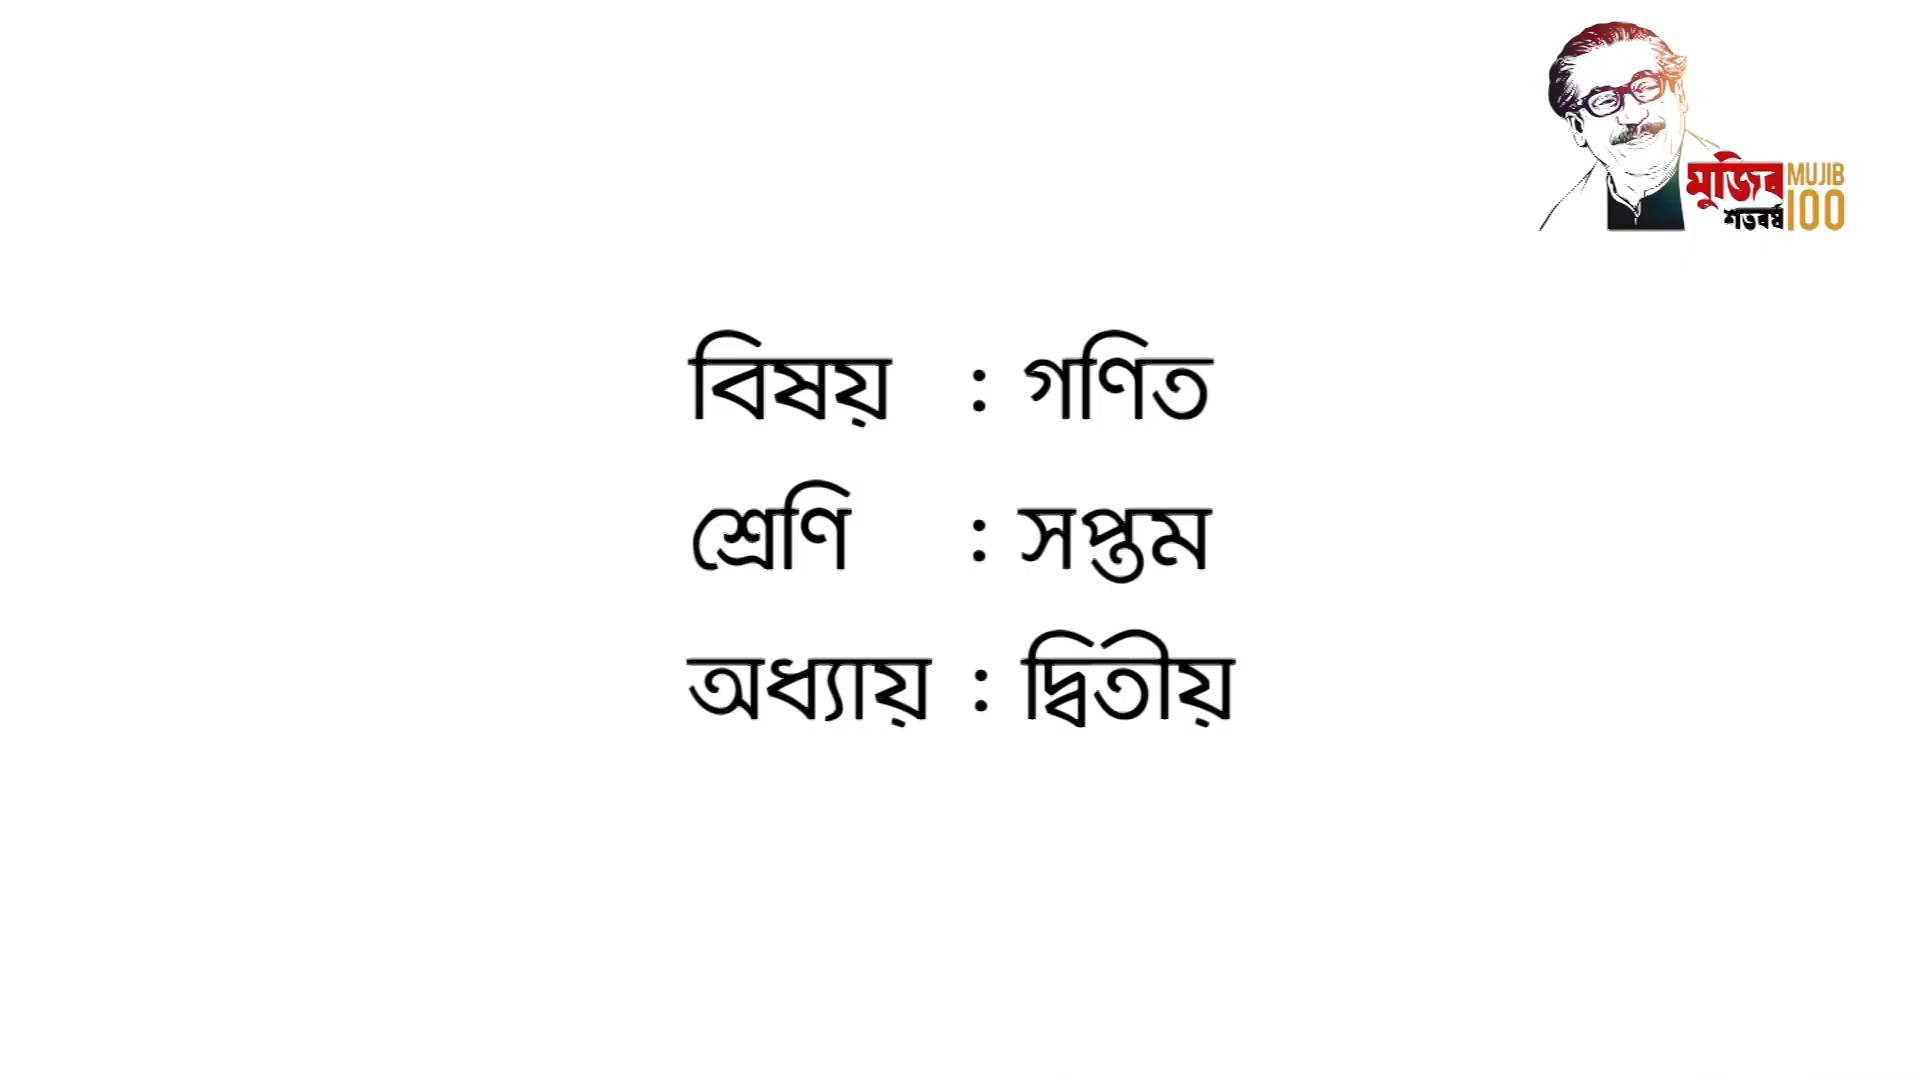 মুজিব MUJIB
শতবর্ষ 100
বিষয় : গণিত
শ্রেণি : সপ্তম
অধ্যায় : দ্বিতীয়